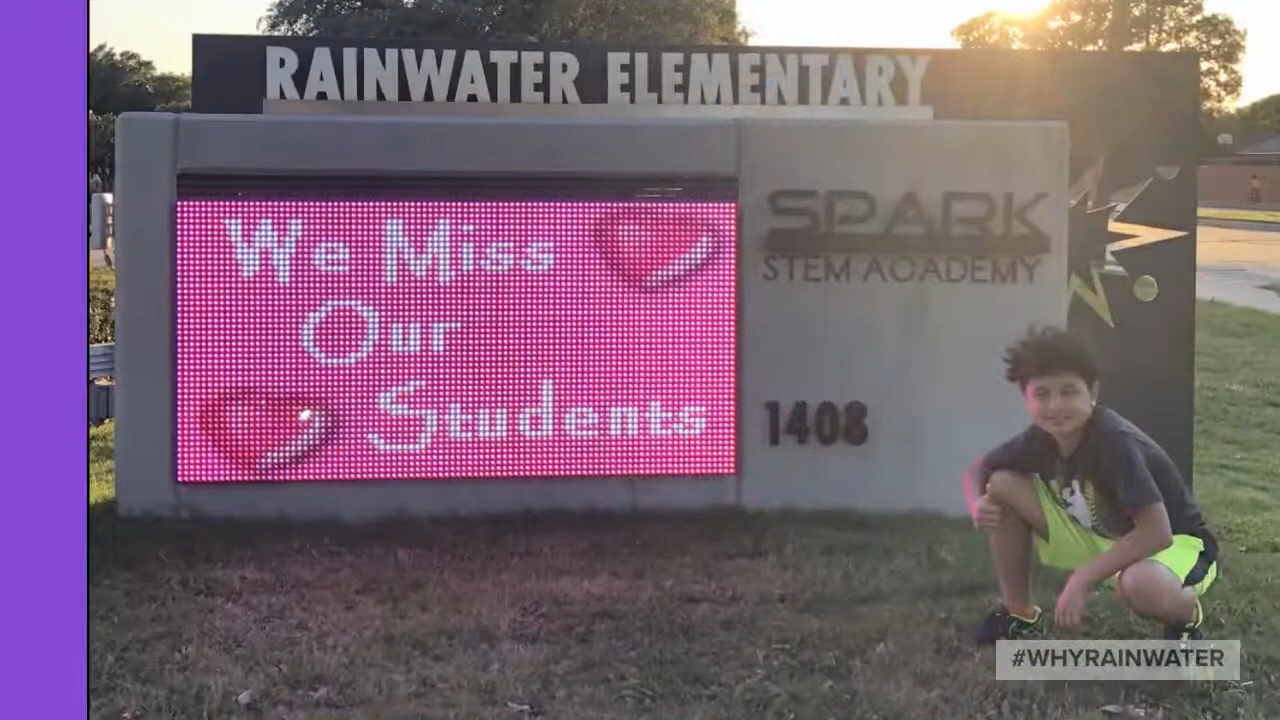 RAINWATER ELEMENTARY
We Miss
Our
Students
SPARK
STEM ACADEMY
1408
#WHYRAINWATER